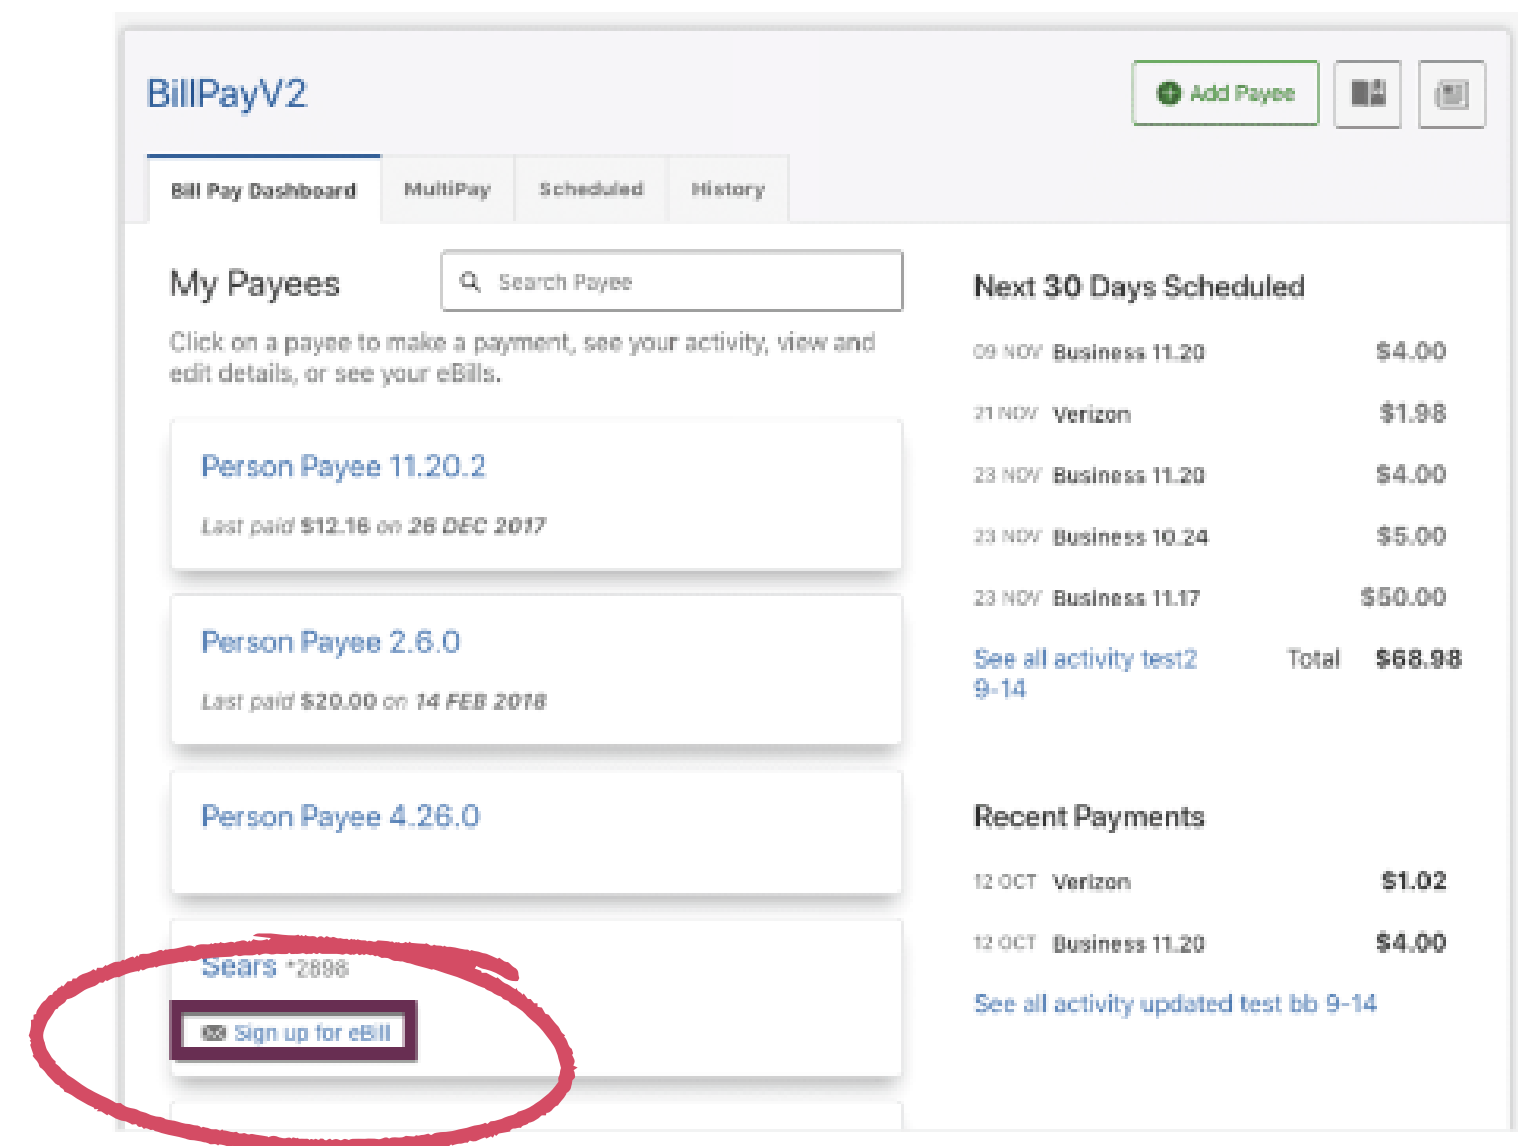 BillPayV2
Add Payee
Bill Pay Dashboard
MultiPay
Scheduled
History
My Payees
Search Payee
Click on a payee to make a payment, see your activity, view and
edit details, or see your eBills.
Person Payee 11.20.2
Last paid $12.16 on 26 DEC 2017
Person Payee 2.6.0
Last paid $20.00 on 14 FEB 2018
Person Payee 4.26.0
Sears *2898
Sign up for eBill
Next 30 Days Scheduled
09 NOV Business 11.20 $4.00
21 NOV Verizon $1.98
23 NOV Business 11.20 $4.00
23 NOV Business 10.24 $5.00
23 NOV Business 11.17 $50.00
See all activity test2 Total $68.98
9-14
Recent Payments
12 OCT Verizon $1.02
12 OCT Business 11.20 $4.00
See all activity updated test bb 9-14